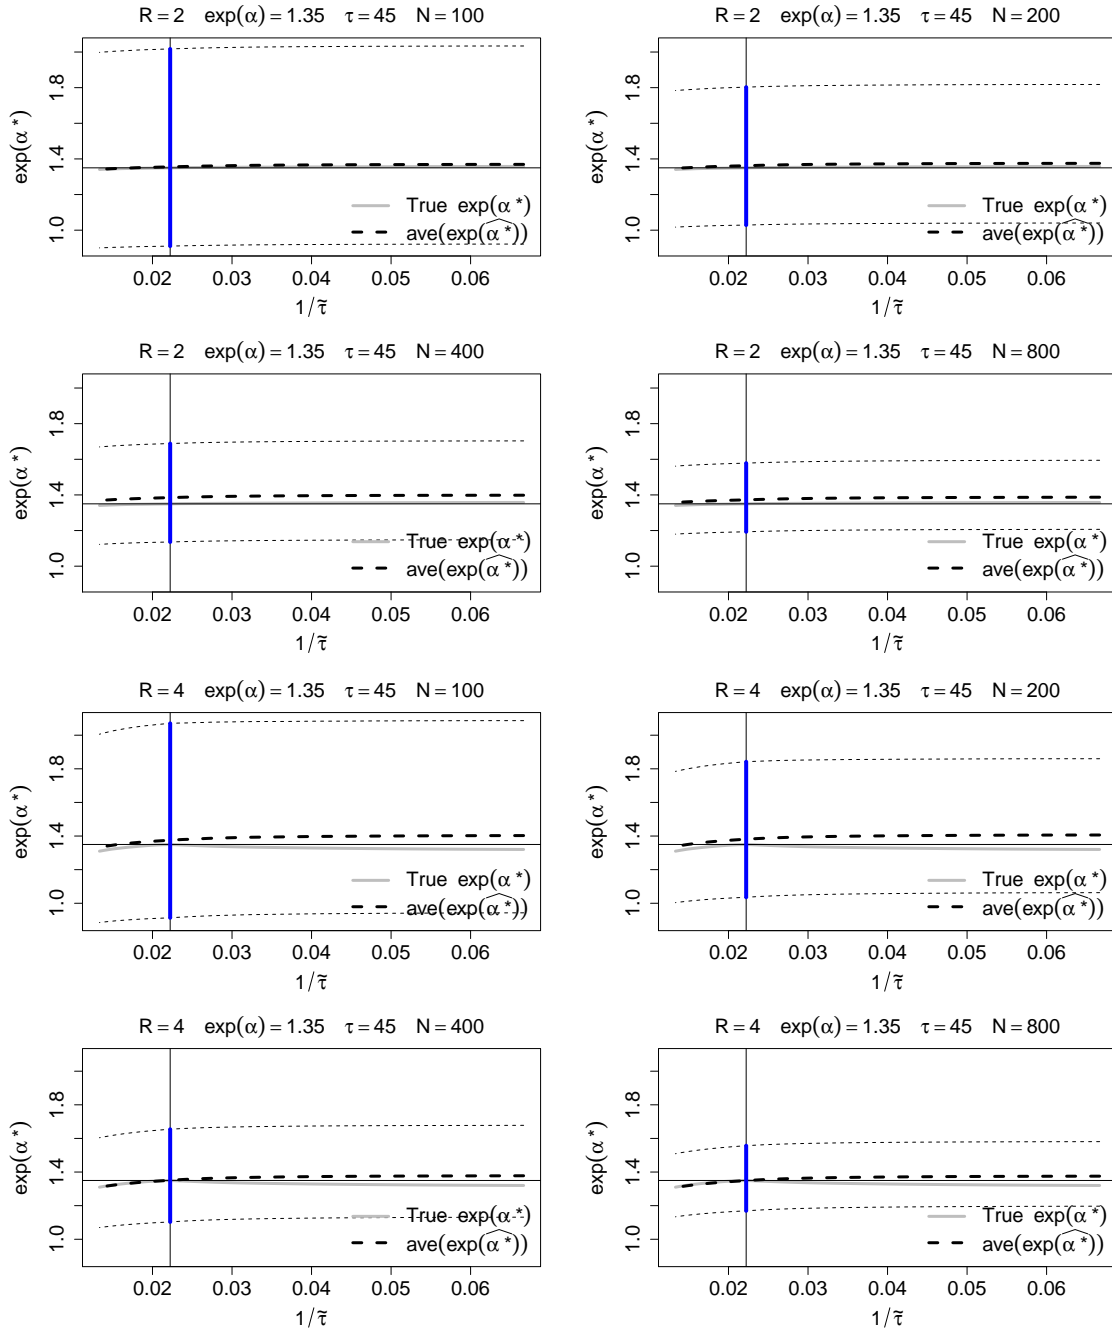 R = 2 exp(α) = 1.35 τ = 45 N = 100
exp(α*)
1.0 1.4 1.8
True exp(α*)
ave(exp(α*^))
0.02 0.03 0.04 0.05 0.06
1/τ̃
R = 2 exp(α) = 1.35 τ = 45 N = 200
exp(α*)
1.0 1.4 1.8
True exp(α*)
ave(exp(α*^))
0.02 0.03 0.04 0.05 0.06
1/τ̃
R = 2 exp(α) = 1.35 τ = 45 N = 400
exp(α*)
1.0 1.4 1.8
True exp(α*)
ave(exp(α*^))
0.02 0.03 0.04 0.05 0.06
1/τ̃
R = 2 exp(α) = 1.35 τ = 45 N = 800
exp(α*)
1.0 1.4 1.8
True exp(α*)
ave(exp(α*^))
0.02 0.03 0.04 0.05 0.06
1/τ̃
R = 4 exp(α) = 1.35 τ = 45 N = 100
exp(α*)
1.0 1.4 1.8
True exp(α*)
ave(exp(α*^))
0.02 0.03 0.04 0.05 0.06
1/τ̃
R = 4 exp(α) = 1.35 τ = 45 N = 200
exp(α*)
1.0 1.4 1.8
True exp(α*)
ave(exp(α*^))
0.02 0.03 0.04 0.05 0.06
1/τ̃
R = 4 exp(α) = 1.35 τ = 45 N = 400
exp(α*)
1.0 1.4 1.8
True exp(α*)
ave(exp(α*^))
0.02 0.03 0.04 0.05 0.06
1/τ̃
R = 4 exp(α) = 1.35 τ = 45 N = 800
exp(α*)
1.0 1.4 1.8
True exp(α*)
ave(exp(α*^))
0.02 0.03 0.04 0.05 0.06
1/τ̃